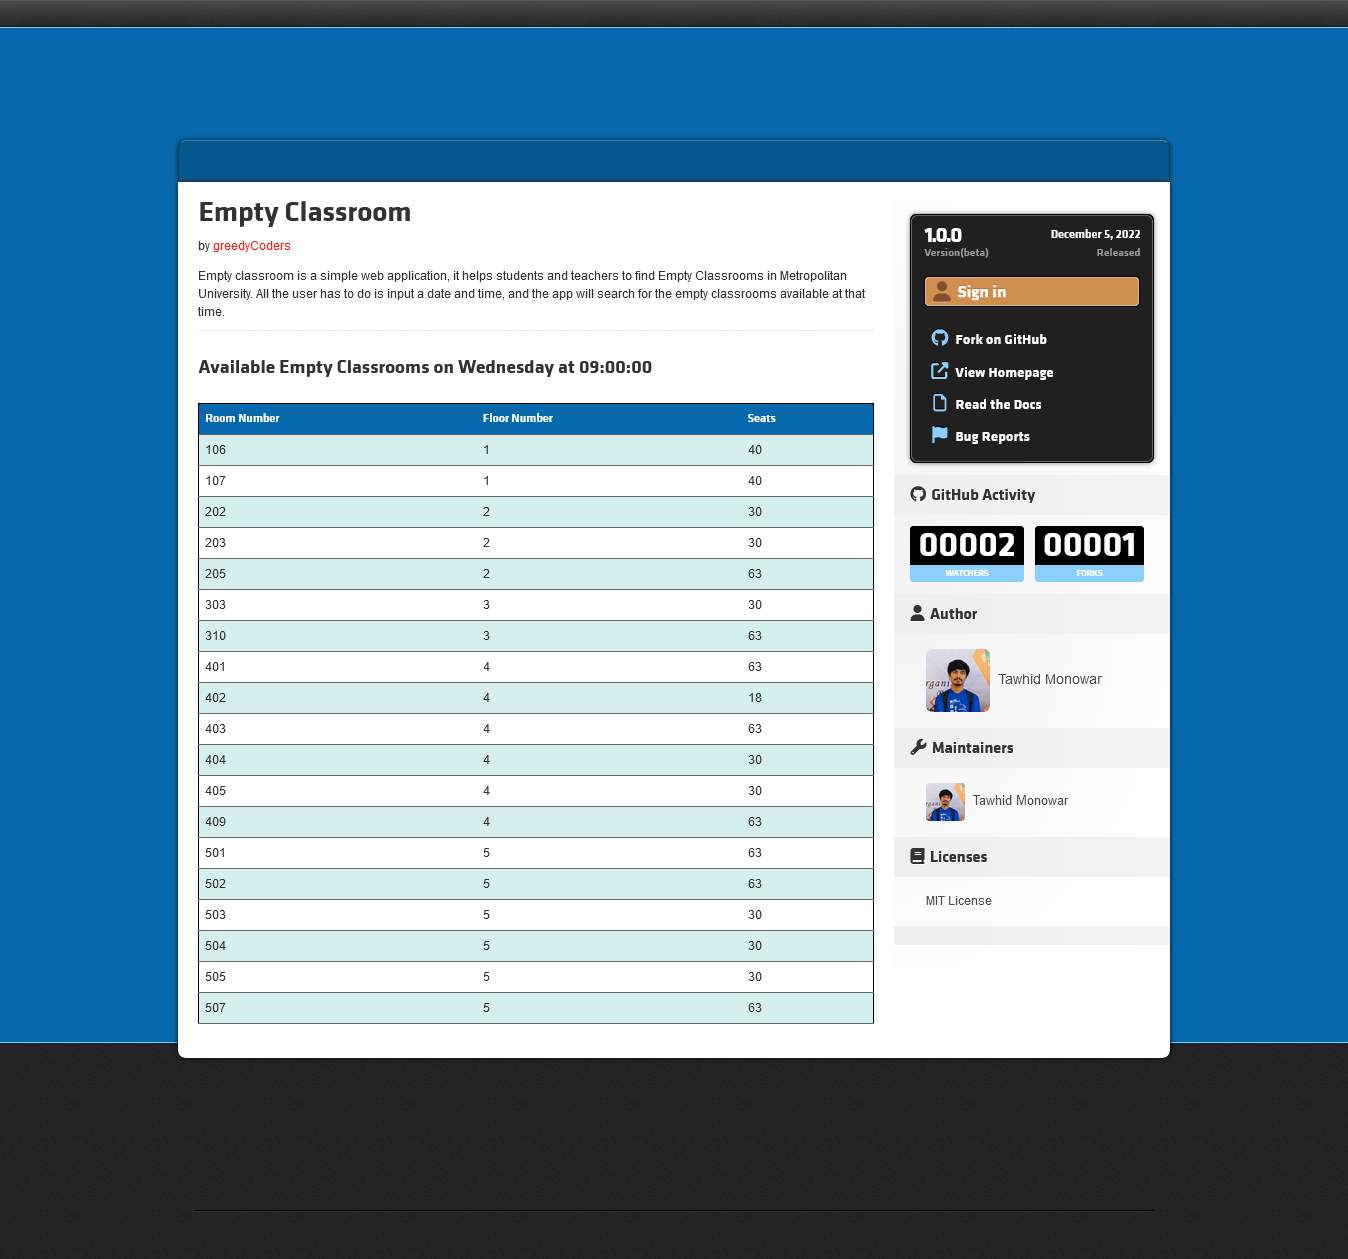 Empty Classroom
by greedyCoders
Empty classroom is a simple web application, it helps students and teachers to find Empty Classrooms in Metropolitan
University. All the user has to do is input a date and time, and the app will search for the empty classrooms available at that
time.
Available Empty Classrooms on Wednesday at 09:00:00
Room Number Floor Number Seats
106 1 40
107 1 40
202 2 30
203 2 30
205 2 63
303 3 30
310 3 63
401 4 63
402 4 18
403 4 63
404 4 30
405 4 30
409 4 63
501 5 63
502 5 63
503 5 30
504 5 30
505 5 30
507 5 63
1.0.0 December 5, 2022
Version(beta) Released
Sign in
Fork on GitHub
View Homepage
Read the Docs
Bug Reports
GitHub Activity
00002 00001
WATCHERS FORKS
Author
Tawhid Monowar
Maintainers
Tawhid Monowar
Licenses
MIT License